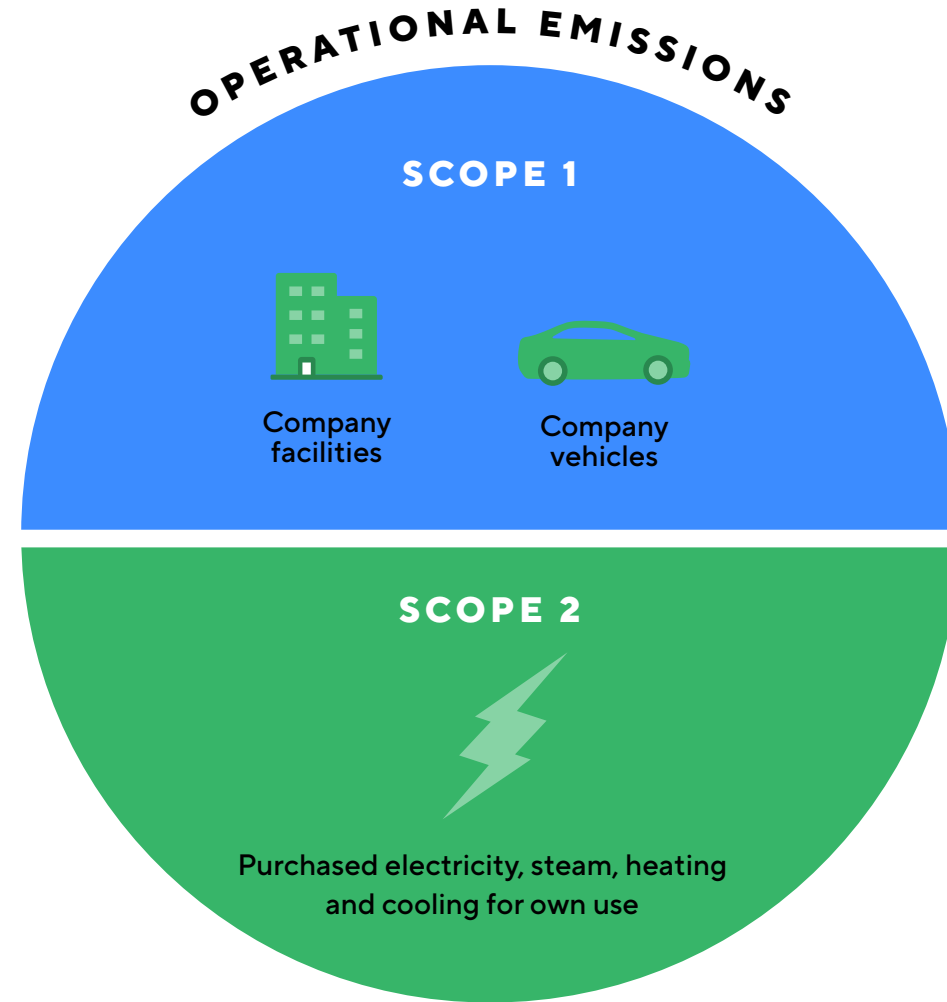 OPERATIONAL EMISSIONS
SCOPE 1
Company
facilities
Company
vehicles
SCOPE 2
Purchased electricity, steam, heating
and cooling for own use